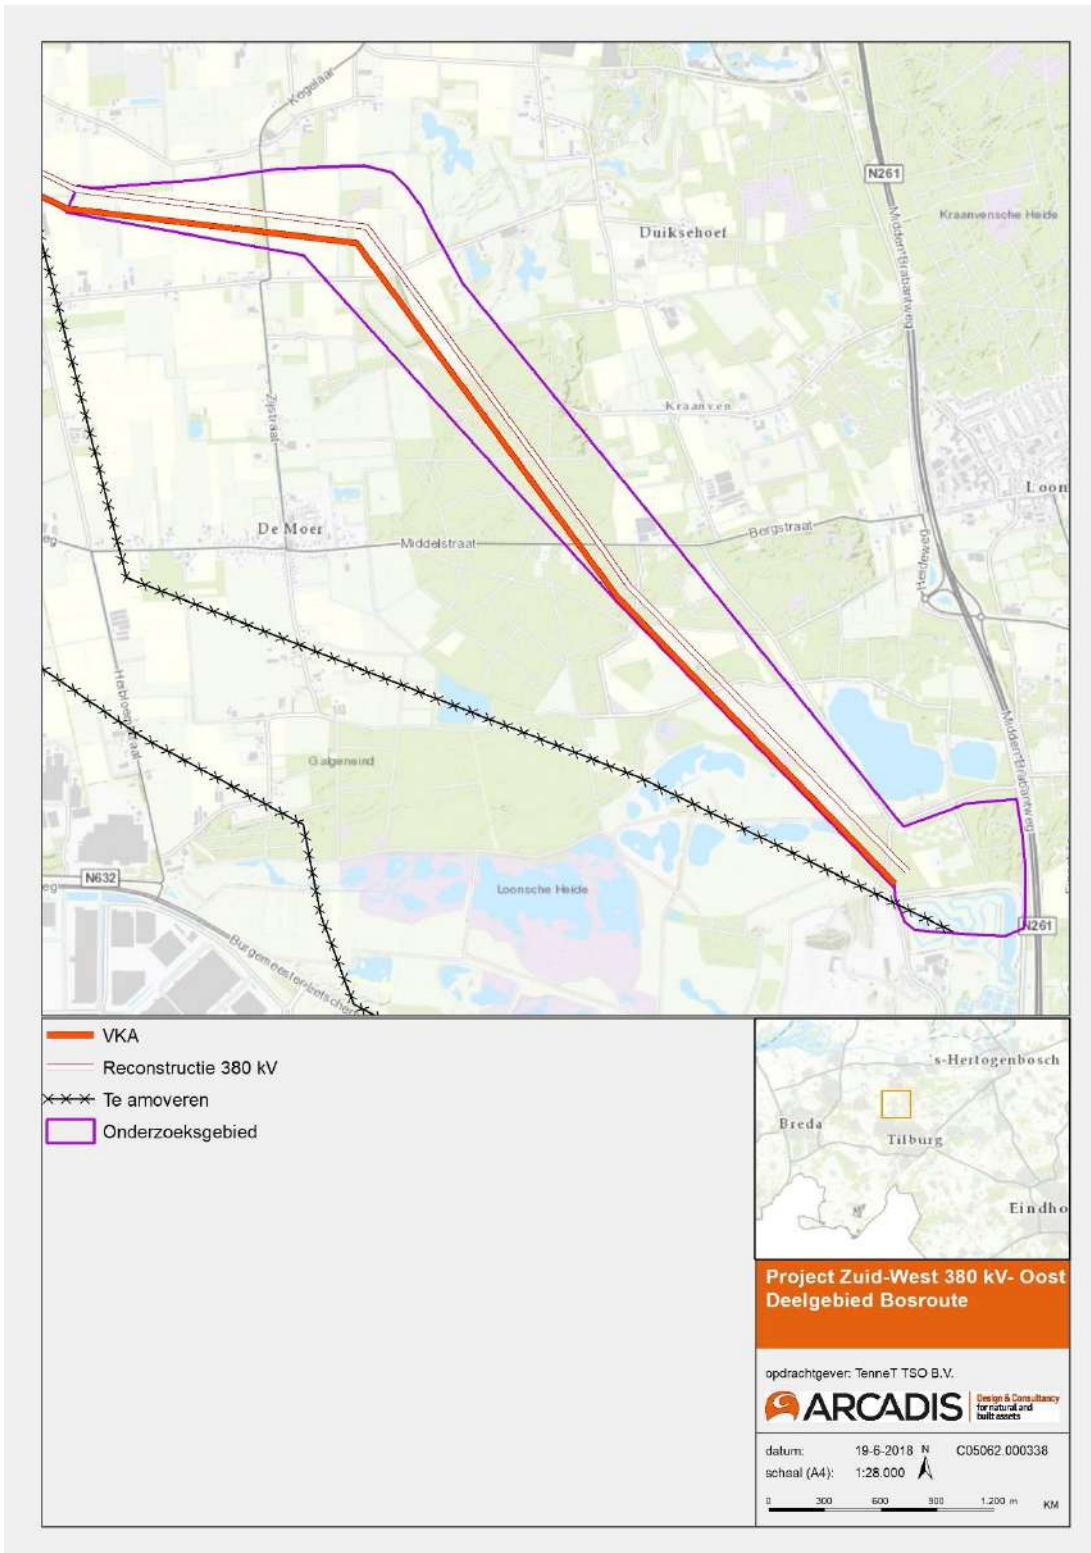 Kogelaar
N261
Kraanvensche Heide
Duiksehoef
Midden-Brabantweg
Kraanven
Zijstraat
Loon
De Moer
Middelstraat
Bergstraat
Heideweg
eg
Galgeneind
Midden-Brabantweg
N632
eg
Loonsche Heide
N261
VKA
Reconstructie 380 kV
Te amoveren
Onderzoeksgebied
's-Hertogenbosch
Breda
Tilburg
Eindho
Project Zuid-West 380 kV- Oost
Deelgebied Bosroute
opdrachtgever: TenneT TSO B.V.
ARCADIS
Design & Consultancy
for natural and
built assets
datum: 19-6-2018 N C05062.000338
schaal (A4): 1:28.000
0 300 600 900 1.200 m KM